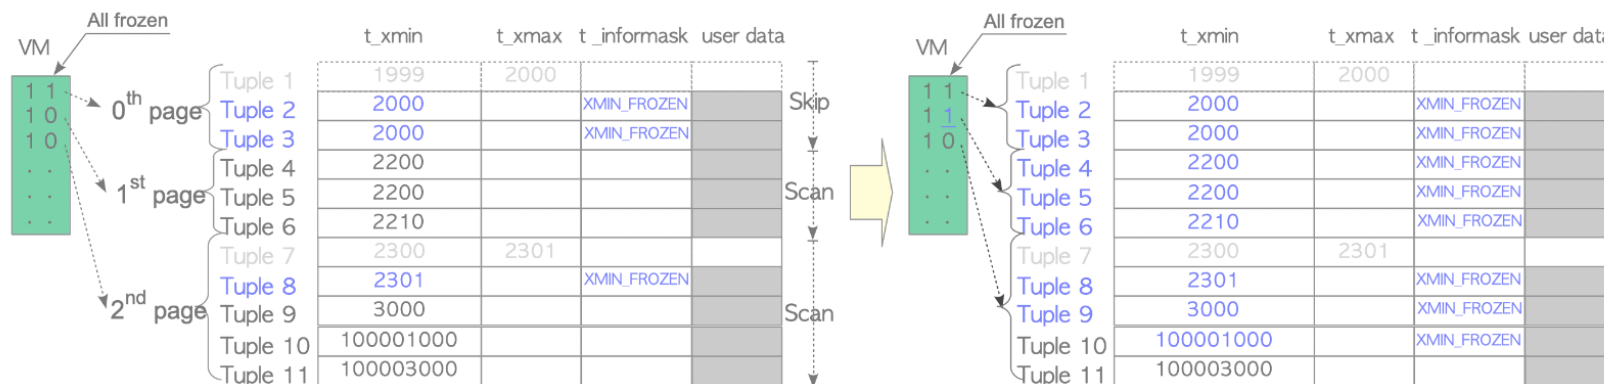 All frozen
VM t_xmin t_xmax t _informask user data
1 1 0th page Tuple 1 1999 2000
1 0 Tuple 2 2000 XMIN_FROZEN Skip
1 0 Tuple 3 2000 XMIN_FROZEN
. . Tuple 4 2200
. . 1st page Tuple 5 2200 Scan
. . Tuple 6 2210
Tuple 7 2300 2301
Tuple 8 2301 XMIN_FROZEN
2nd page Tuple 9 3000 Scan
Tuple 10 100001000
Tuple 11 100003000
All frozen
VM t_xmin t_xmax t _informask user data
1 1 Tuple 1 1999 2000
1 1 Tuple 2 2000 XMIN_FROZEN
1 0 Tuple 3 2000 XMIN_FROZEN
. . Tuple 4 2200 XMIN_FROZEN
. . Tuple 5 2200 XMIN_FROZEN
. . Tuple 6 2210 XMIN_FROZEN
Tuple 7 2300 2301
Tuple 8 2301 XMIN_FROZEN
Tuple 9 3000 XMIN_FROZEN
Tuple 10 100001000 XMIN_FROZEN
Tuple 11 100003000